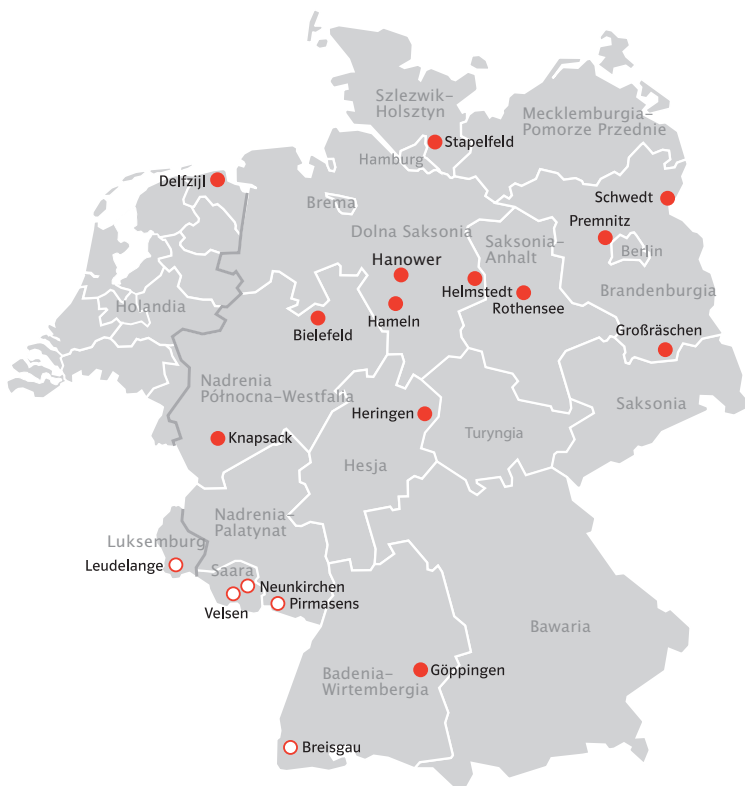 Szlezwik-
Holsztyn
Mecklemburgia-
Pomorze Przednie
Stapelfeld
Hamburg
Delfzijl
Schwedt
Brema
Premnitz
Dolna Saksonia
Saksonia-
Anhalt
Berlin
Hanower
Helmstedt
Brandenburgia
Holandia
Rothensee
Hameln
Bielefeld
Großräschen
Nadrenia
Północna-Westfalia
Saksonia
Heringen
Turyngia
Knapsack
Hesja
Nadrenia-
Palatynat
Luksemburg
Leudelange
Saara
Neunkirchen
Pirmasens
Velsen
Bawaria
Badenia-
Wirtembergia
Göppingen
Breisgau